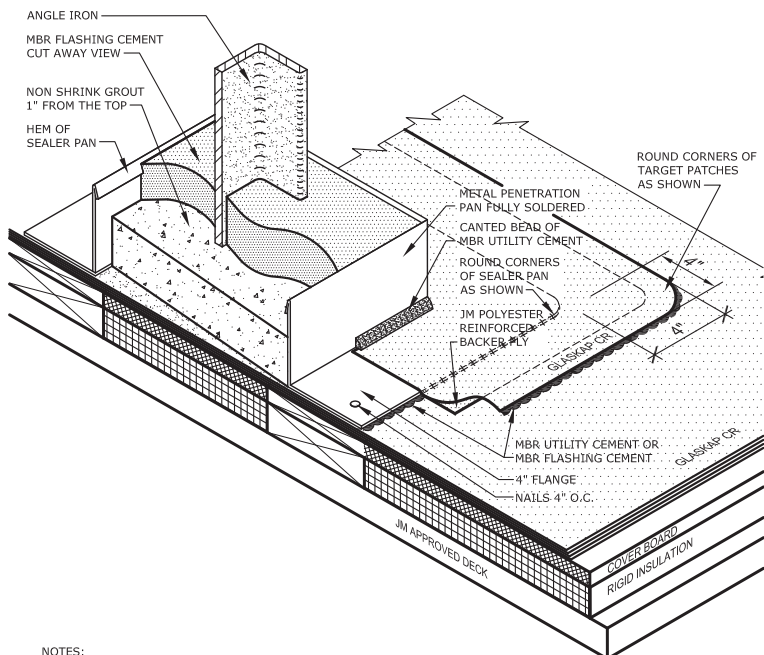 ANGLE IRON
MBR FLASHING CEMENT
CUT AWAY VIEW
NON SHRINK GROUT
1" FROM THE TOP
HEM OF
SEALER PAN
ROUND CORNERS OF
TARGET PATCHES
AS SHOWN
METAL PENETRATION
PAN FULLY SOLDERED
CANTED BEAD OF
MBR UTILITY CEMENT
ROUND CORNERS
OF SEALER PAN
AS SHOWN
JM POLYESTER
REINFORCED
BACKER PLY
4"
4"
GLASKAP CR
MBR UTILITY CEMENT OR
MBR FLASHING CEMENT
GLASKAP CR
4" FLANGE
NAILS 4" O.C.
COVER BOARD
RIGID INSULATION
JM APPROVED DECK
NOTES: